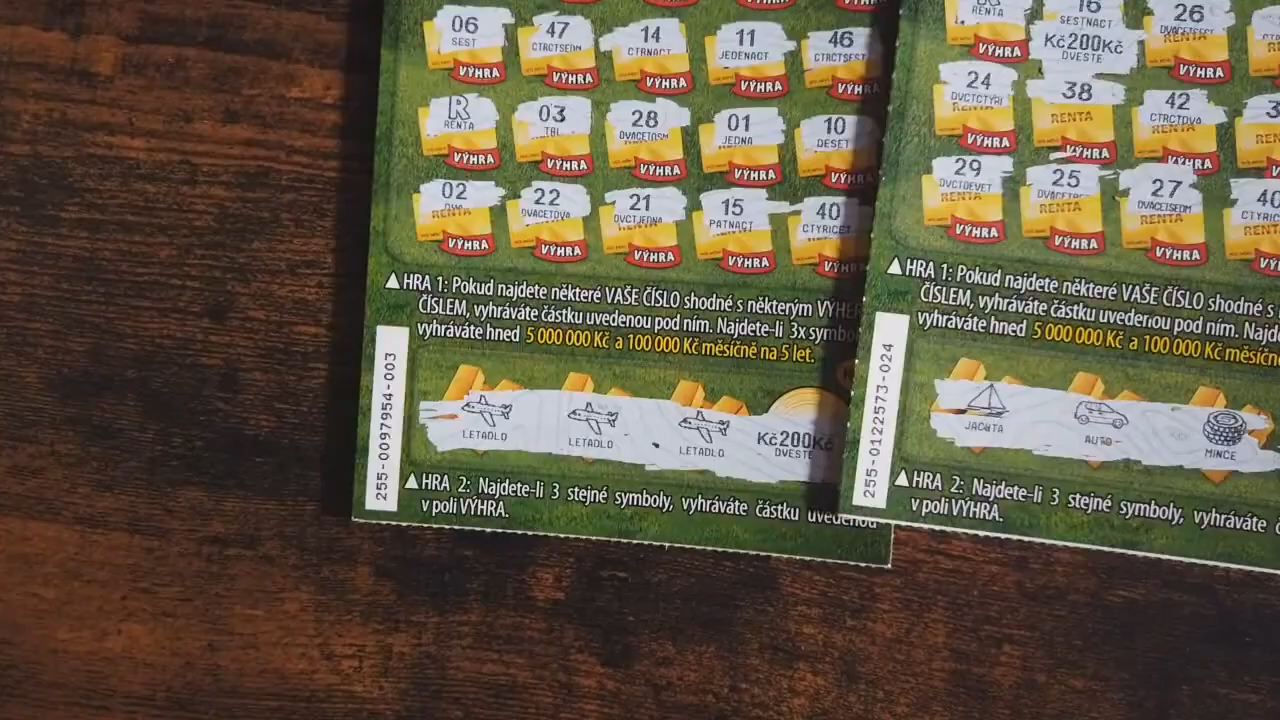 06 47 14 11 46
SEST CTRCTSEDM CTRNACT JEDENACT CTRCTSEST
VÝHRA VÝHRA VÝHRA VÝHRA VÝHRA
R 03 28 01 10
RENTA TRI DVACETOSM JEDNA DESET
VÝHRA VÝHRA VÝHRA VÝHRA VÝHRA
02 22 21 15 40
DVA DVACETDVA DVCTJEDNA PATNACT CTYRICET
RENTA
VÝHRA VÝHRA VÝHRA VÝHRA VÝHRA
HRA 1: Pokud najdete některé VAŠE ČÍSLO shodné s některým VÝHER
ČÍSLEM, vyhráváte částku uvedenou pod ním. Najdete-li 3x symbo
vyhráváte hned 5 000 000 Kč a 100 000 Kč měsíčně na 5 let.
255-0097954-003
LETADLO LETADLO LETADLO Kč200Kč
DVESTE
HRA 2: Najdete-li 3 stejné symboly, vyhráváte částku uvedenou
v poli VÝHRA.
RENTA 16 26
SESTNACT DVACETSEST
RENTA
VÝHRA Kč200Kč VÝHRA
DVESTE
24 38 42 3
DVCTCTYRI RENTA CTRCTDVA
RENTA
VÝHRA VÝHRA VÝHRA
29 25 27 40
DVCTDEVET DVACETPET DVACETSEDM CTYRIC
RENTA RENTA RENTA RENT
VÝHRA VÝHRA VÝHRA
HRA 1: Pokud najdete některé VAŠE ČÍSLO shodné s
ČÍSLEM, vyhráváte částku uvedenou pod ním. Najd
vyhráváte hned 5 000 000 Kč a 100 000 Kč měsíčn
255-0122573-024
JACHTA AUTO MINCE
HRA 2: Najdete-li 3 stejné symboly, vyhráváte č
v poli VÝHRA.